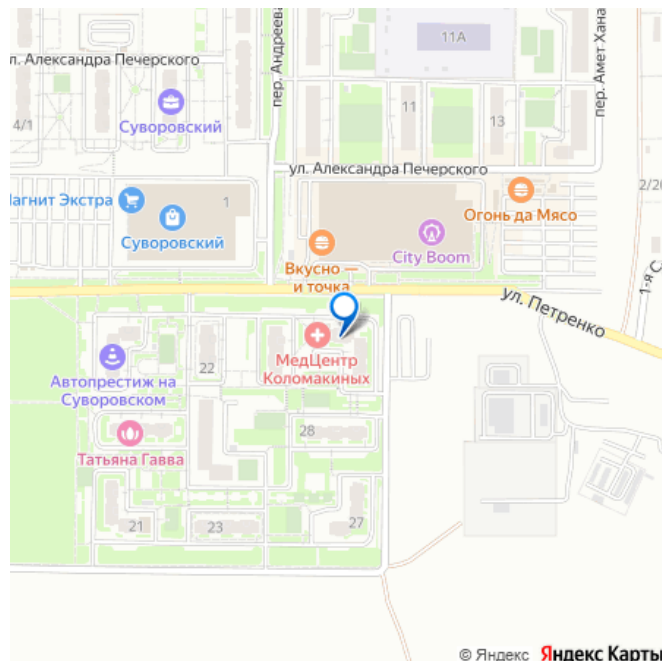 11А
пер. Андреева
пер. Амет Хана
л. Александра Печерского
Суворовский
4/1
11
13
ул. Александра Печерского
2/26
Магнит Экстра
1
Суворовский
Огонь да Мясо
City Boom
Вкусно —
и точка
1-я С
ул. Петренко
МедЦентр
Коломакиных
22
Автопрестиж на
Суворовском
28
Татьяна Гавва
21
23
27
© Яндекс Яндекс Карты